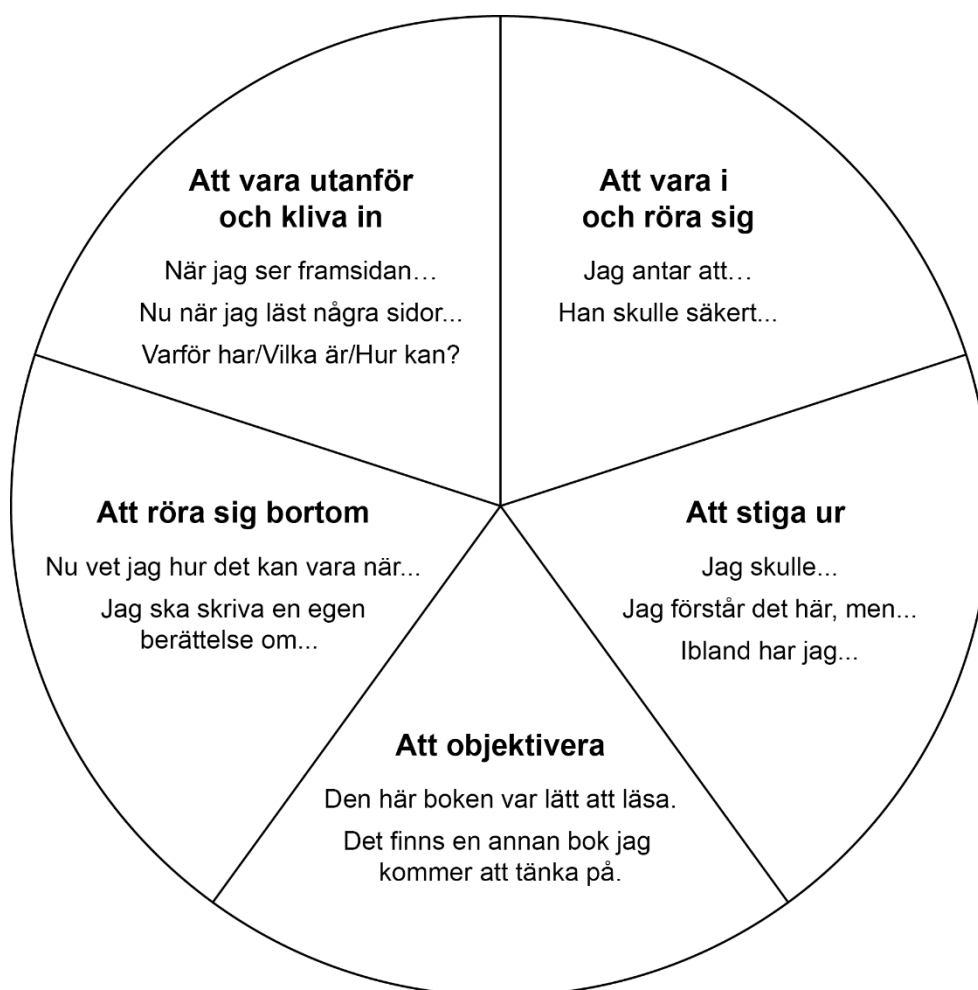 Att vara utanför
och kliva in
När jag ser framsidan…
Nu när jag läst några sidor...
Varför har/Vilka är/Hur kan?
Att vara i
och röra sig
Jag antar att…
Han skulle säkert...
Att stiga ur
Jag skulle...
Jag förstår det här, men...
Ibland har jag...
Att objektivera
Den här boken var lätt att läsa.
Det finns en annan bok jag
kommer att tänka på.
Att röra sig bortom
Nu vet jag hur det kan vara när...
Jag ska skriva en egen
berättelse om...